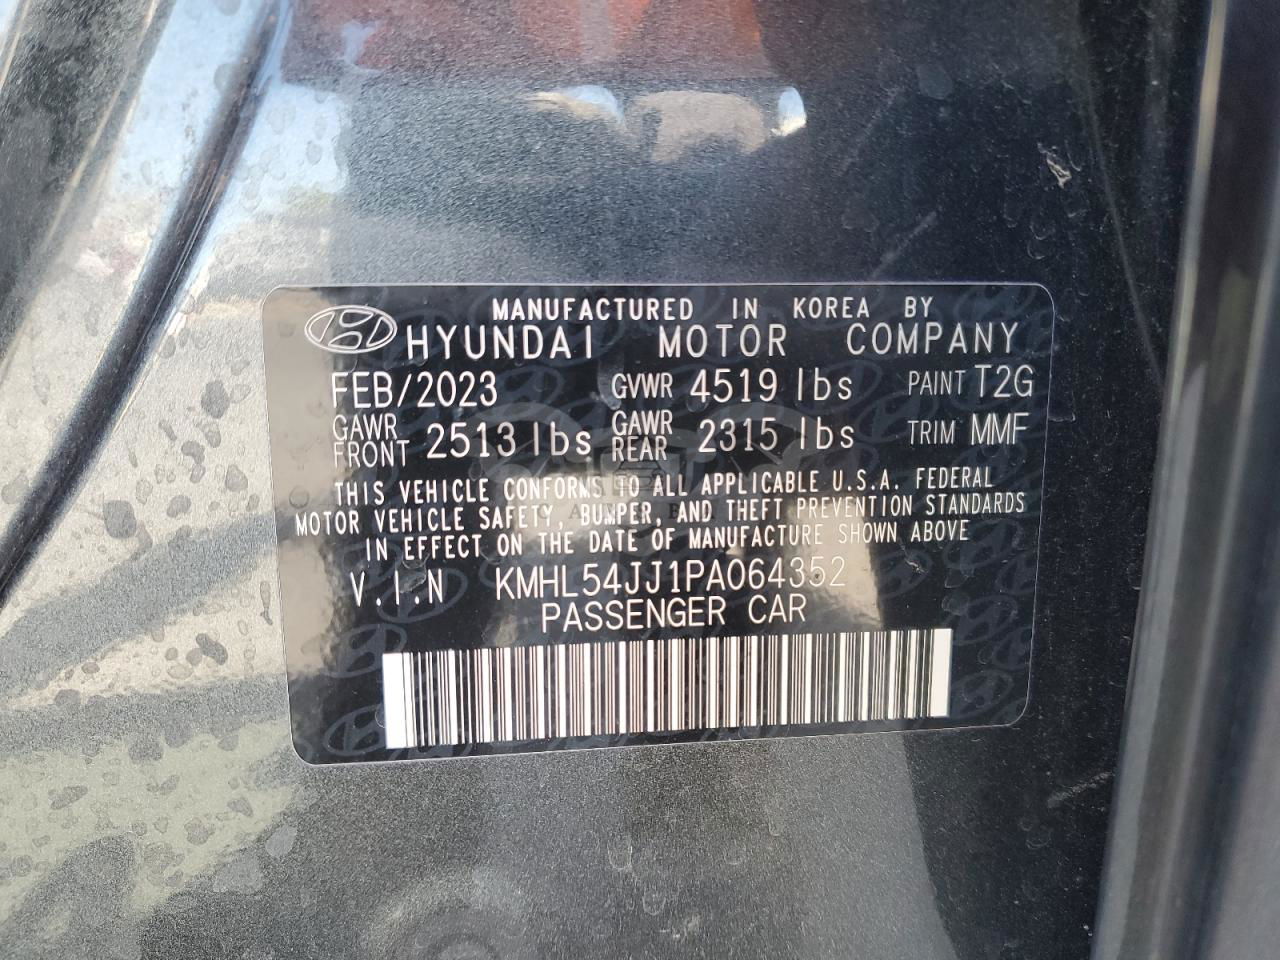 MANUFACTURED IN KOREA BY
HYUNDAI MOTOR COMPANY
FEB/2023 GVWR 4519 lbs PAINT T2G
GAWR FRONT 2513 lbs GAWR REAR 2315 lbs TRIM MMF
THIS VEHICLE CONFORMS TO ALL APPLICABLE U.S.A. FEDERAL
MOTOR VEHICLE SAFETY, BUMPER, AND THEFT PREVENTION STANDARDS
IN EFFECT ON THE DATE OF MANUFACTURE SHOWN ABOVE
V.I.N KMHL54JJ1PA064352
PASSENGER CAR